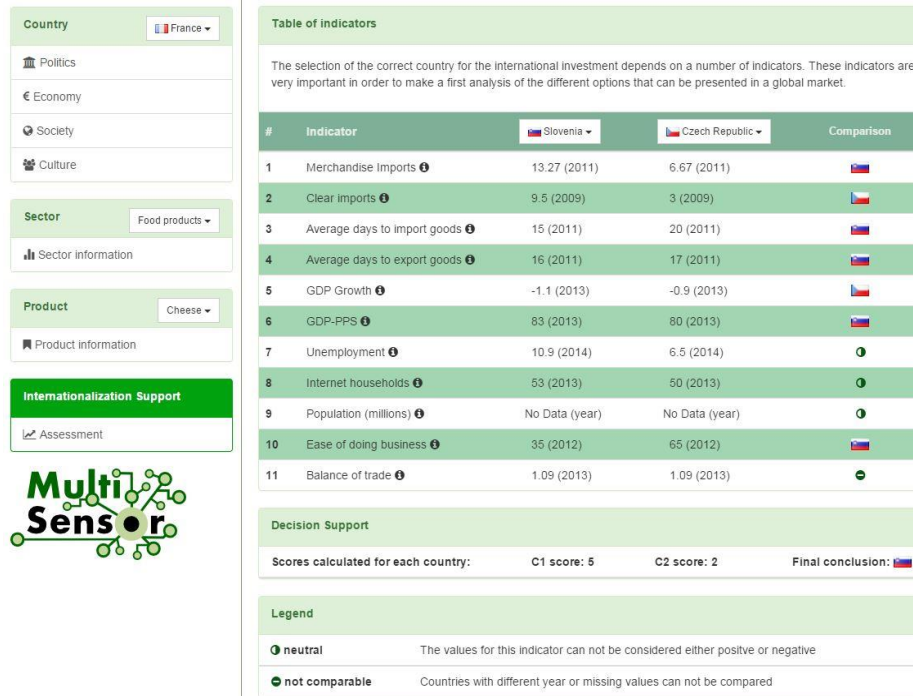 Country France
Politics
€ Economy
Society
Culture
Sector Food products
Sector information
Product Cheese
Product information
Internationalization Support
Assessment
Multi
Sensor
Table of indicators
The selection of the correct country for the international investment depends on a number of indicators. These indicators are
very important in order to make a first analysis of the different options that can be presented in a global market.
# Indicator Slovenia Czech Republic Comparison
1 Merchandise Imports 13.27 (2011) 6.67 (2011)
2 Clear imports 9.5 (2009) 3 (2009)
3 Average days to import goods 15 (2011) 20 (2011)
4 Average days to export goods 16 (2011) 17 (2011)
5 GDP Growth -1.1 (2013) -0.9 (2013)
6 GDP-PPS 83 (2013) 80 (2013)
7 Unemployment 10.9 (2014) 6.5 (2014)
8 Internet households 53 (2013) 50 (2013)
9 Population (millions) No Data (year) No Data (year)
10 Ease of doing business 35 (2012) 65 (2012)
11 Balance of trade 1.09 (2013) 1.09 (2013)
Decision Support
Scores calculated for each country: C1 score: 5 C2 score: 2 Final conclusion:
Legend
neutral The values for this indicator can not be considered either positve or negative
not comparable Countries with different year or missing values can not be compared